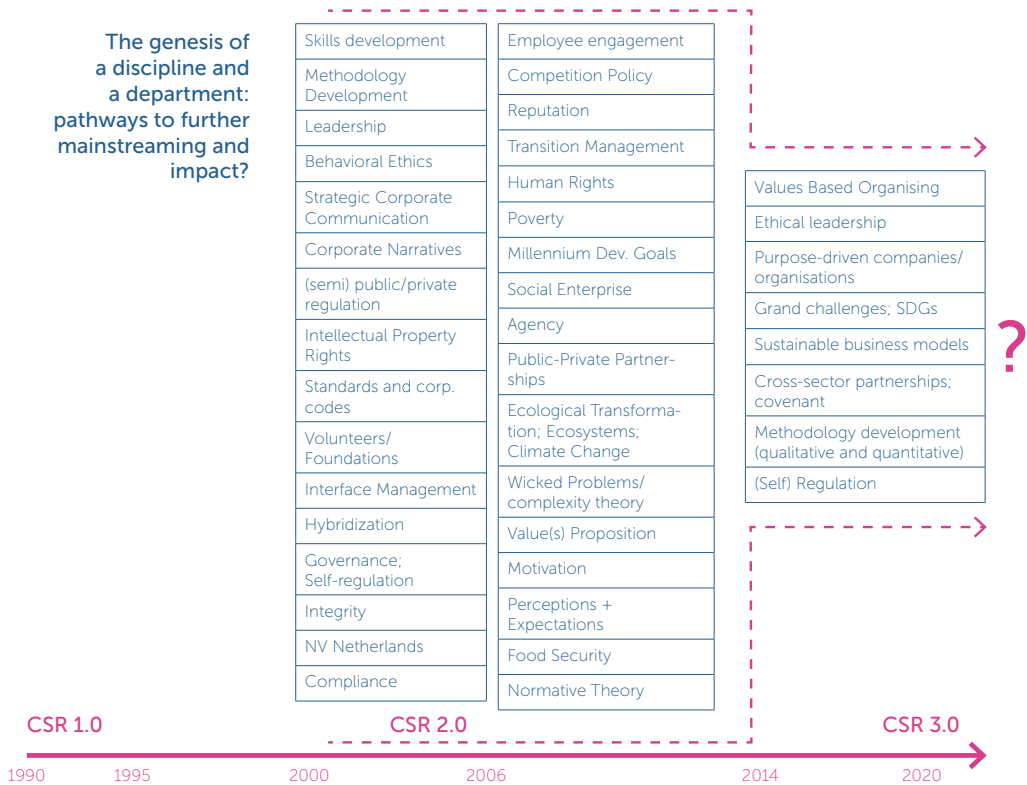 The genesis of
a discipline and
a department:
pathways to further
mainstreaming and
impact?
Skills development
Methodology
Development
Leadership
Behavioral Ethics
Strategic Corporate
Communication
Corporate Narratives
(semi) public/private
regulation
Intellectual Property
Rights
Standards and corp.
codes
Volunteers/
Foundations
Interface Management
Hybridization
Governance;
Self-regulation
Integrity
NV Netherlands
Compliance
Employee engagement
Competition Policy
Reputation
Transition Management
Human Rights
Poverty
Millennium Dev. Goals
Social Enterprise
Agency
Public-Private Partner-
ships
Ecological Transforma-
tion; Ecosystems;
Climate Change
Wicked Problems/
complexity theory
Value(s) Proposition
Motivation
Perceptions +
Expectations
Food Security
Normative Theory
Values Based Organising
Ethical leadership
Purpose-driven companies/
organisations
Grand challenges; SDGs
Sustainable business models
Cross-sector partnerships;
covenant
Methodology development
(qualitative and quantitative)
(Self) Regulation
?
CSR 1.0
CSR 2.0
CSR 3.0
1990
1995
2000
2006
2014
2020